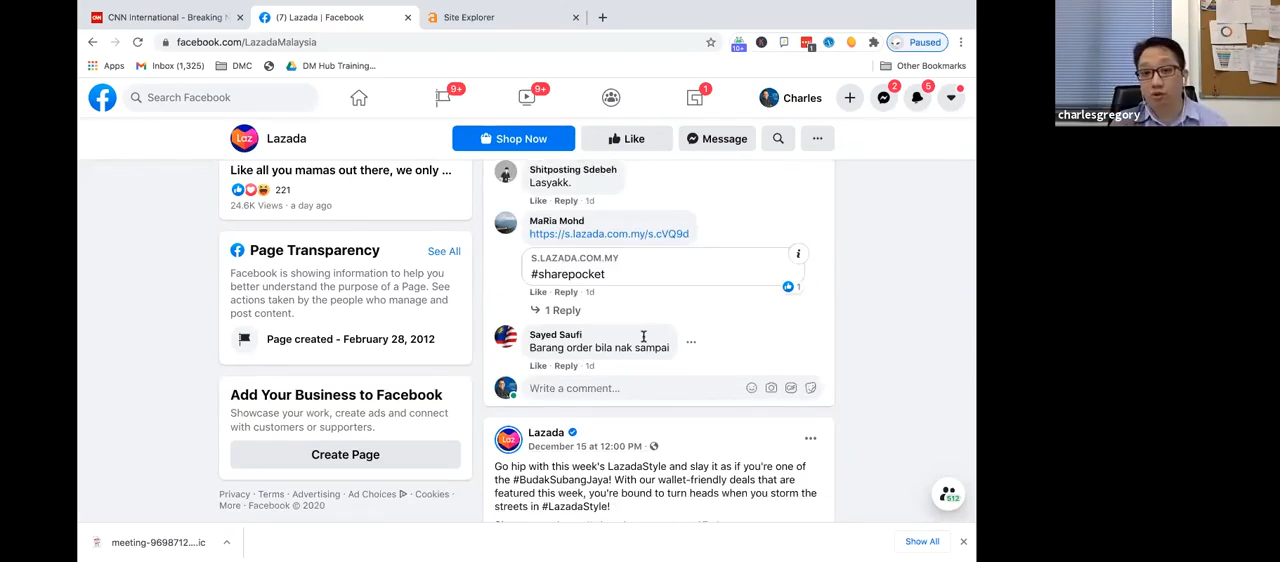 CNN International - Breaking N
(7) Lazada | Facebook
Site Explorer
facebook.com/LazadaMalaysia
10+
1
Paused
Apps
Inbox (1,325)
DMC
DM Hub Training...
Other Bookmarks
Search Facebook
9+
9+
1
Charles
2
5
Laz
Lazada
Shop Now
Like
Message
Like all you mamas out there, we only ...
221
24.6K Views · a day ago
Page Transparency
See All
Facebook is showing information to help you
better understand the purpose of a Page. See
actions taken by the people who manage and
post content.
Page created - February 28, 2012
Add Your Business to Facebook
Showcase your work, create ads and connect
with customers or supporters.
Create Page
Privacy · Terms · Advertising · Ad Choices · Cookies ·
More · Facebook © 2020
Shitposting Sdebeh
Lasyakk.
Like · Reply · 1d
MaRia Mohd
https://s.lazada.com.my/s.cVQ9d
S.LAZADA.COM.MY
#sharepocket
1
Like · Reply · 1d
1 Reply
Sayed Saufi
Barang order bila nak sampai
Like · Reply · 1d
Write a comment...
GIF
Laz
Lazada
December 15 at 12:00 PM ·
Go hip with this week's LazadaStyle and slay it as if you're one of
the #BudakSubangJaya! With our wallet-friendly deals that are
featured this week, you're bound to turn heads when you storm the
streets in #LazadaStyle!
512
meeting-9698712....ic
Show All
charlesgregory